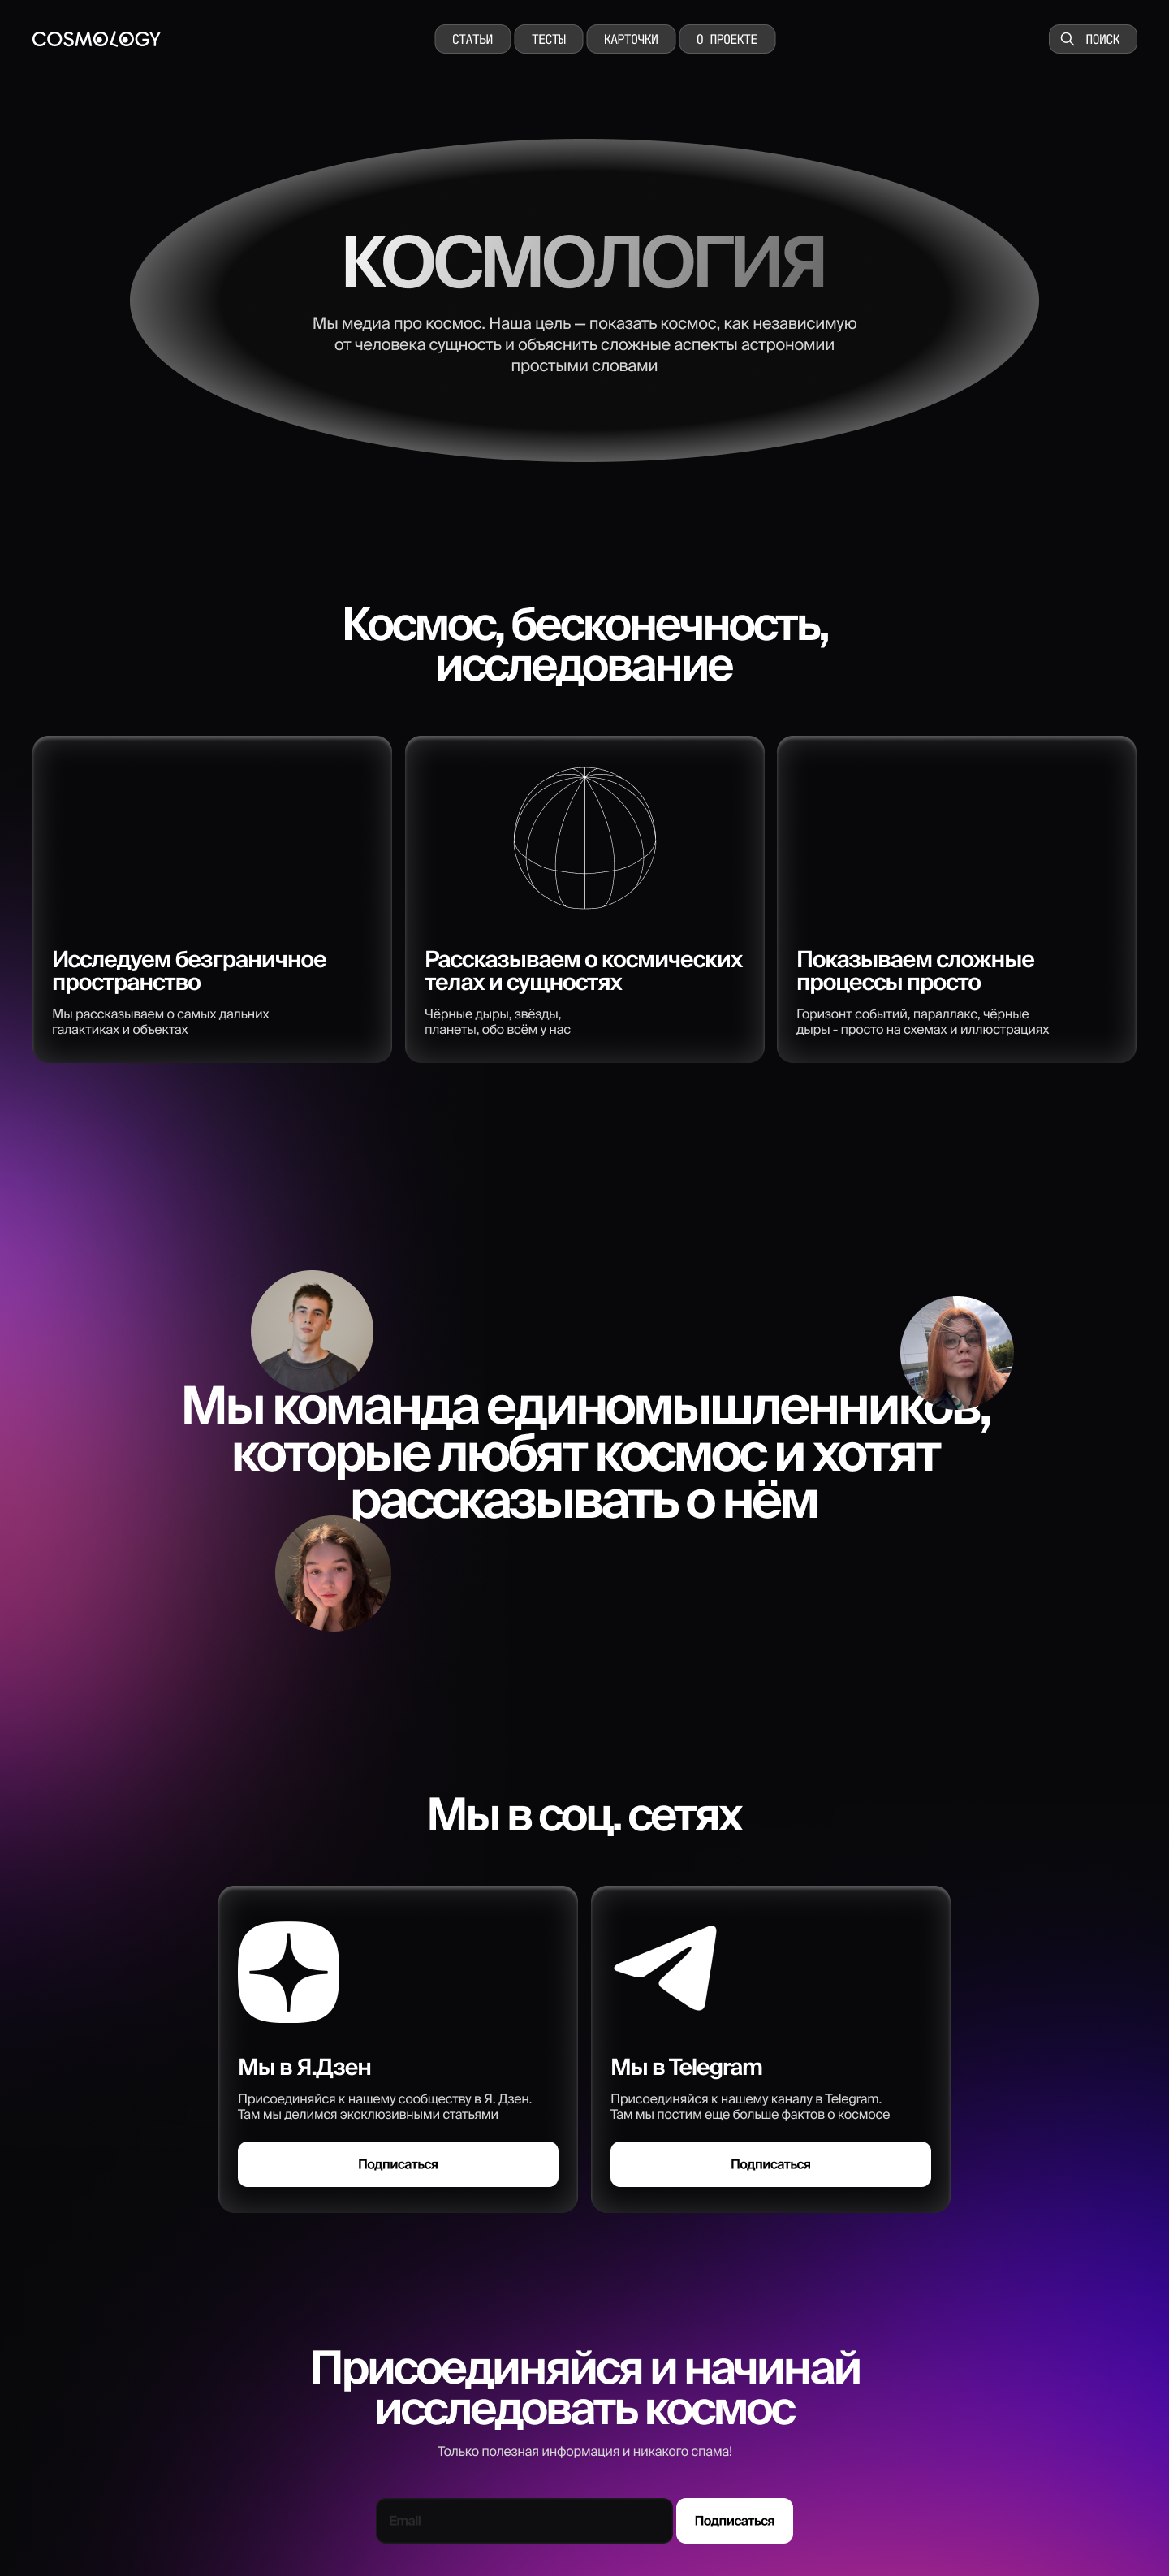 COSMOLOGY
СТАТЬИ
ТЕСТЫ
КАРТОЧКИ
О ПРОЕКТЕ
ПОИСК
КОСМОЛОГИЯ
Мы медиа про космос. Наша цель — показать космос, как независимую
от человека сущность и объяснить сложные аспекты астрономии
простыми словами
Космос, бесконечность,
исследование
Исследуем безграничное
пространство
Мы рассказываем о самых дальних
галактиках и объектах
Рассказываем о космических
телах и сущностях
Чёрные дыры, звёзды,
планеты, обо всём у нас
Показываем сложные
процессы просто
Горизонт событий, параллакс, чёрные
дыры - просто на схемах и иллюстрациях
Мы команда единомышленников,
которые любят космос и хотят
рассказывать о нём
Мы в соц. сетях
Мы в Я.Дзен
Присоединяйся к нашему сообществу в Я. Дзен.
Там мы делимся эксклюзивными статьями
Подписаться
Мы в Telegram
Присоединяйся к нашему каналу в Telegram.
Там мы постим еще больше фактов о космосе
Подписаться
Присоединяйся и начинай
исследовать космос
Только полезная информация и никакого спама!
Email
Подписаться